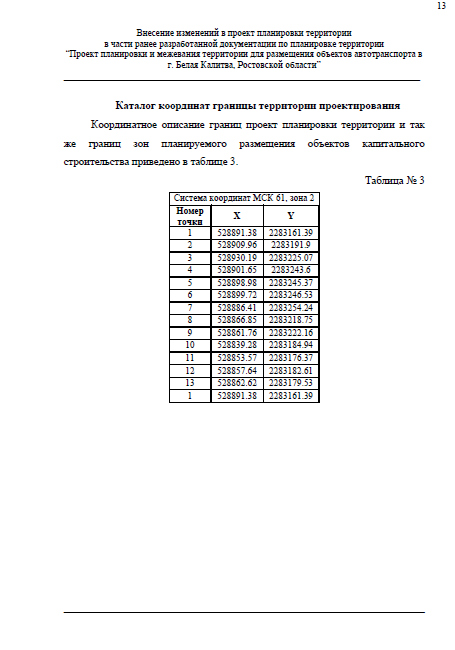 13
Внесение изменений в проект планировки территории
в части ранее разработанной документации по планировке территории
“Проект планировки и межевания территории для размещения объектов автотранспорта в
г. Белая Калитва, Ростовской области”
Каталог координат границы территории проектирования
Координатное описание границ проект планировки территории и так
же границ зон планируемого размещения объектов капитального
строительства приведено в таблице 3.
Таблица № 3
Система координат МСК 61, зона 2
Номер точки X Y
1 528891.38 2283161.39
2 528909.96 2283191.9
3 528930.19 2283225.07
4 528901.65 2283243.6
5 528898.98 2283245.37
6 528899.72 2283246.53
7 528886.41 2283254.24
8 528866.85 2283218.75
9 528861.76 2283222.16
10 528839.28 2283184.94
11 528853.57 2283176.37
12 528857.64 2283182.61
13 528862.62 2283179.53
1 528891.38 2283161.39